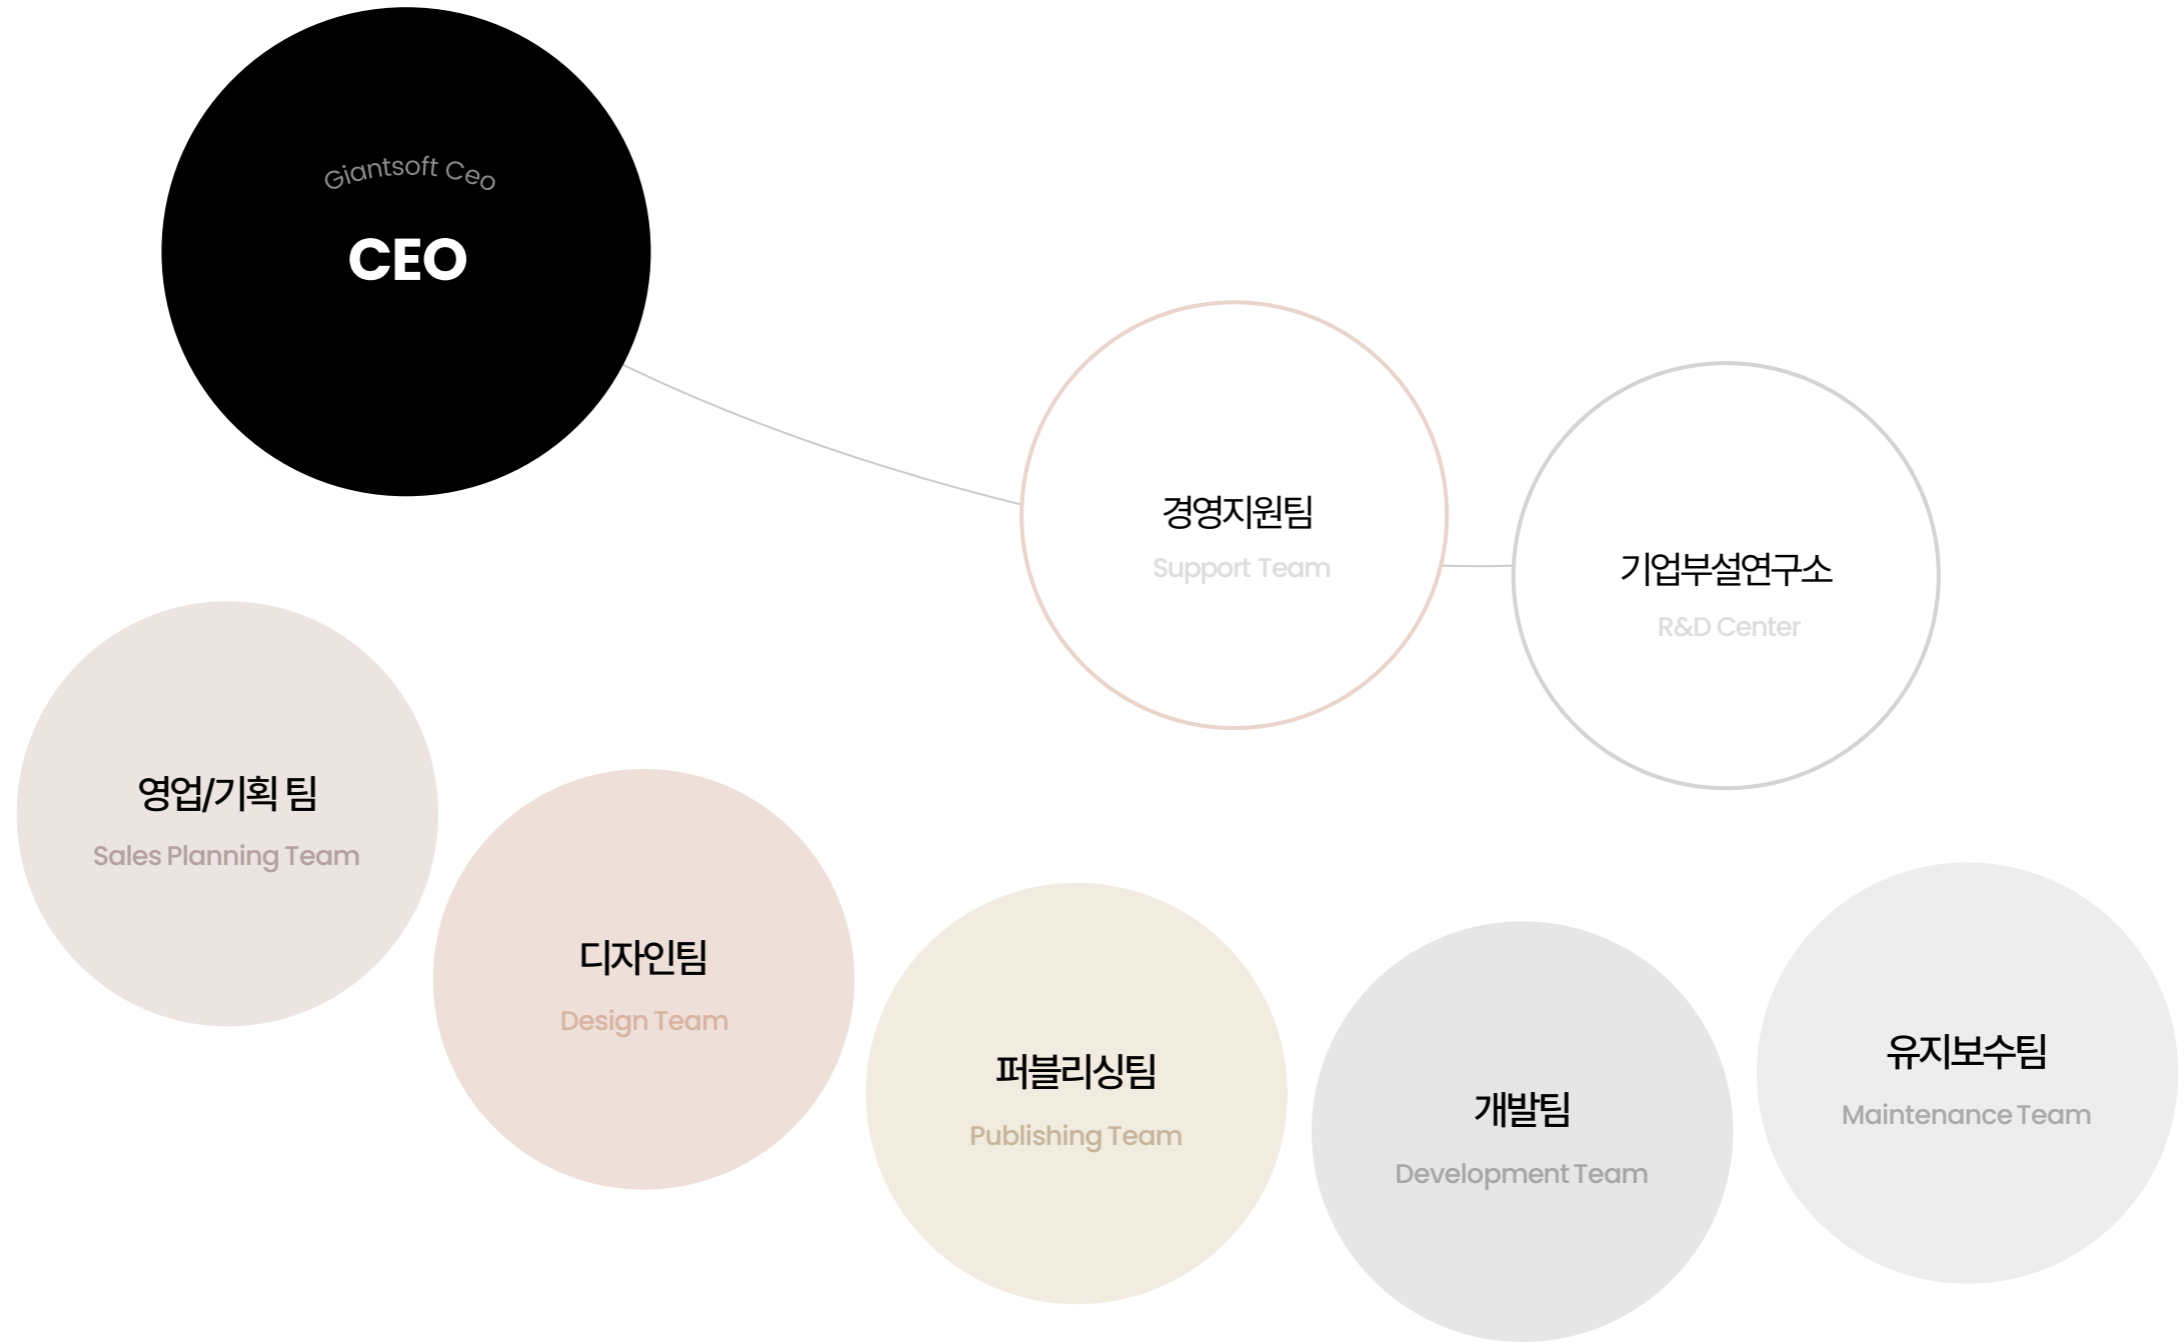 Giantsoft Ceo
CEO
경영지원팀
Support Team
기업부설연구소
R&D Center
영업/기획 팀
Sales Planning Team
디자인팀
Design Team
퍼블리싱팀
Publishing Team
개발팀
Development Team
유지보수팀
Maintenance Team